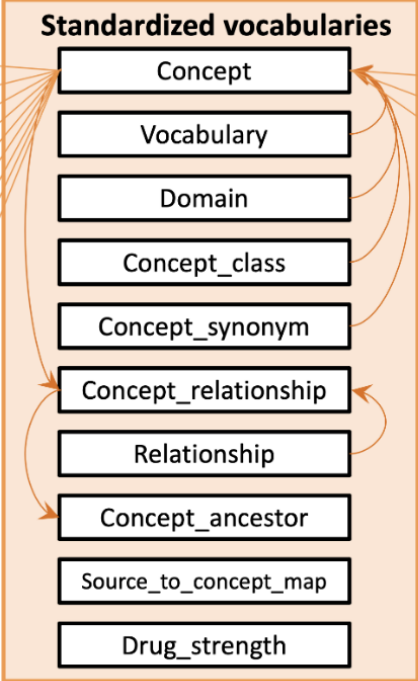 Standardized vocabularies
Concept
Vocabulary
Domain
Concept_class
Concept_synonym
Concept_relationship
Relationship
Concept_ancestor
Source_to_concept_map
Drug_strength